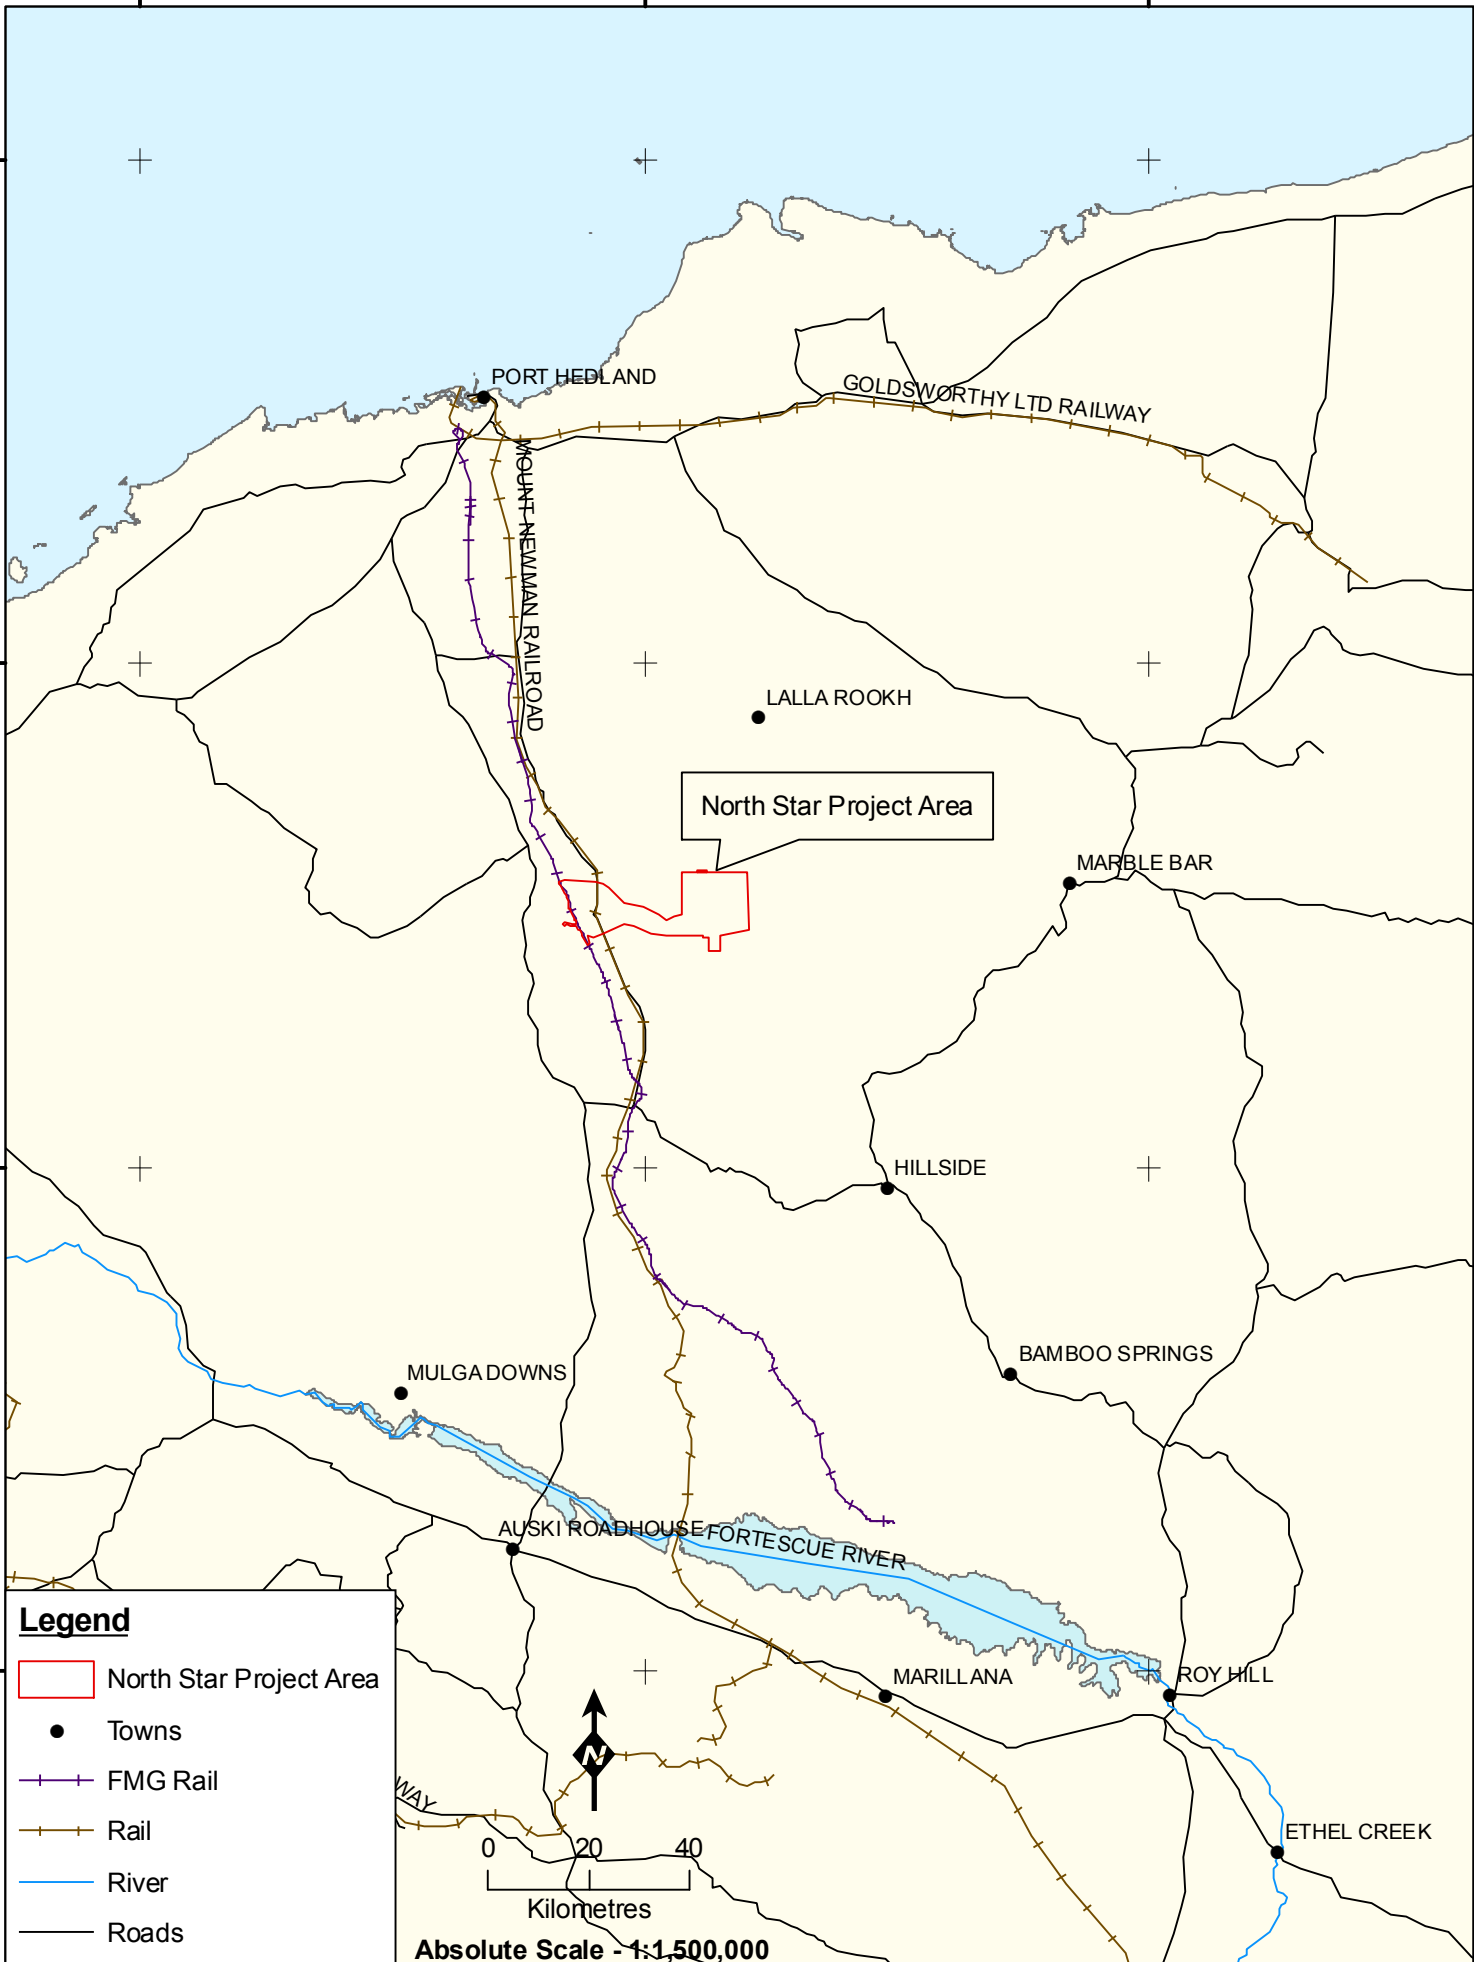 PORT HEDLAND
GOLDSWORTHY LTD RAILWAY
MOUNT NEWMAN RAILROAD
LALLA ROOKH
North Star Project Area
MARBLE BAR
HILLSIDE
BAMBOO SPRINGS
MULGA DOWNS
AUSKI ROADHOUSE
FORTESCUE RIVER
MARILLANA
ROY HILL
ETHEL CREEK
WAY
N
Legend
North Star Project Area
Towns
FMG Rail
Rail
River
Roads
0 20 40
Kilometres
Absolute Scale - 1:1,500,000